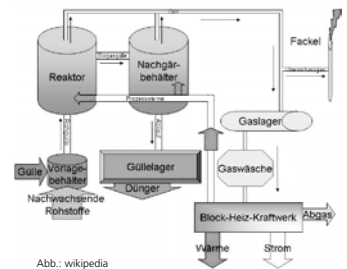 Gas
Fackel
Reaktor
Nachgär-
behälter
Prozesswärme
Gaslager
Gülle
Vorlage-
behälter
Güllelager
Dünger
Gaswäsche
Nachwachsende
Rohstoffe
Block-Heiz-Kraftwerk
Abgas
Wärme
Strom
Abb.: wikipedia